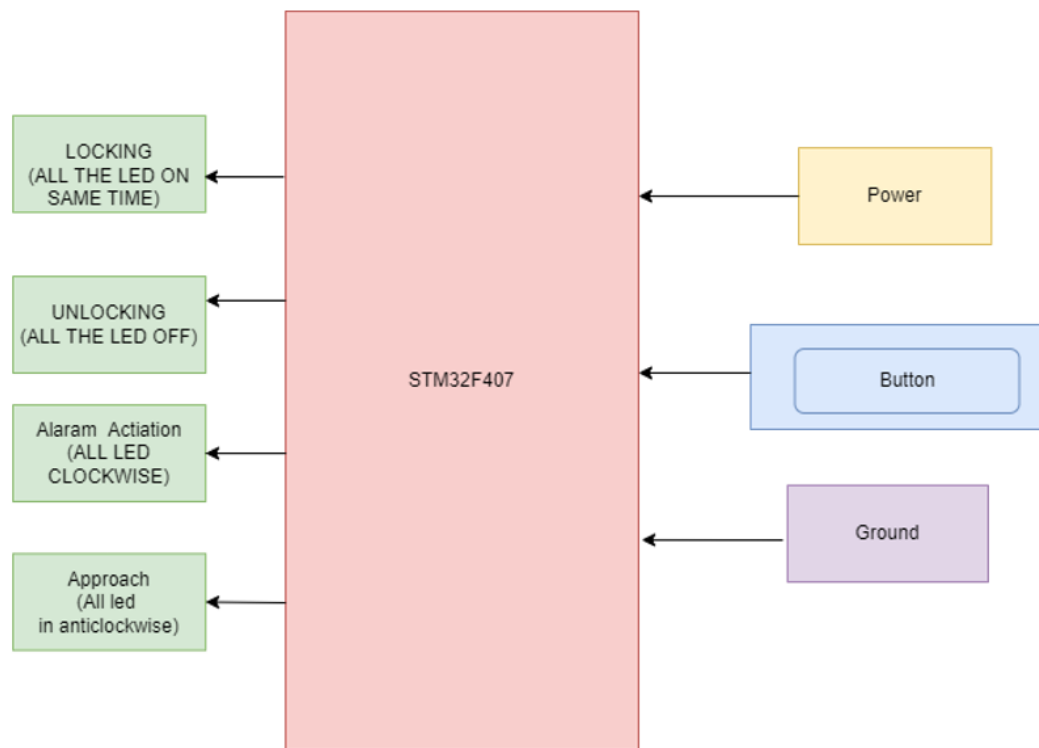 LOCKING
(ALL THE LED ON
SAME TIME)
UNLOCKING
(ALL THE LED OFF)
Alaram Actiation
(ALL LED
CLOCKWISE)
Approach
(All led
in anticlockwise)
STM32F407
Power
Button
Ground